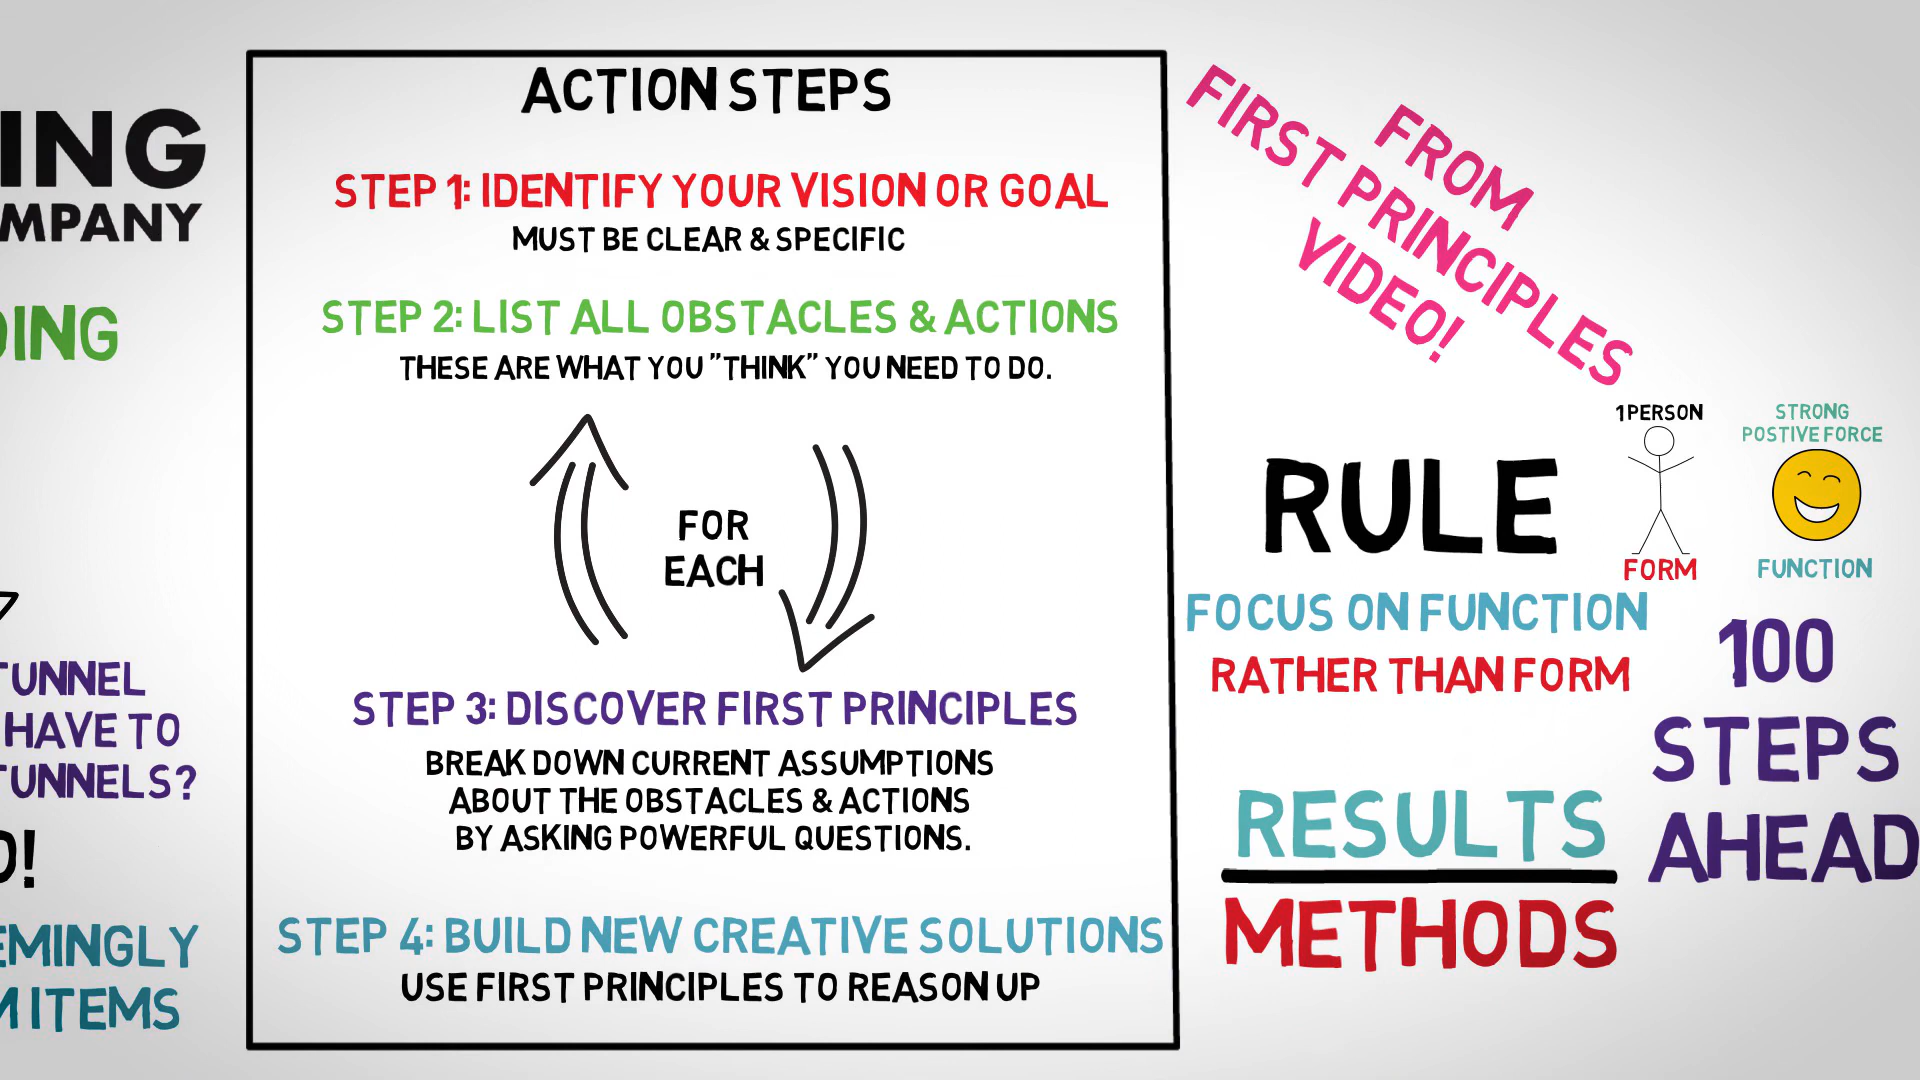 ING
MPANY
ING
TUNNEL
HAVE TO
TUNNELS?
!
EMINGLY
M ITEMS
ACTION STEPS
STEP 1: IDENTIFY YOUR VISION OR GOAL
MUST BE CLEAR & SPECIFIC
STEP 2: LIST ALL OBSTACLES & ACTIONS
THESE ARE WHAT YOU "THINK" YOU NEED TO DO.
FOR
EACH
STEP 3: DISCOVER FIRST PRINCIPLES
BREAK DOWN CURRENT ASSUMPTIONS
ABOUT THE OBSTACLES & ACTIONS
BY ASKING POWERFUL QUESTIONS.
STEP 4: BUILD NEW CREATIVE SOLUTIONS
USE FIRST PRINCIPLES TO REASON UP
FROM
FIRST PRINCIPLES
VIDEO!
RULE
FOCUS ON FUNCTION
RATHER THAN FORM
1 PERSON
FORM
STRONG
POSTIVE FORCE
FUNCTION
100
STEPS
AHEAD
RESULTS
METHODS